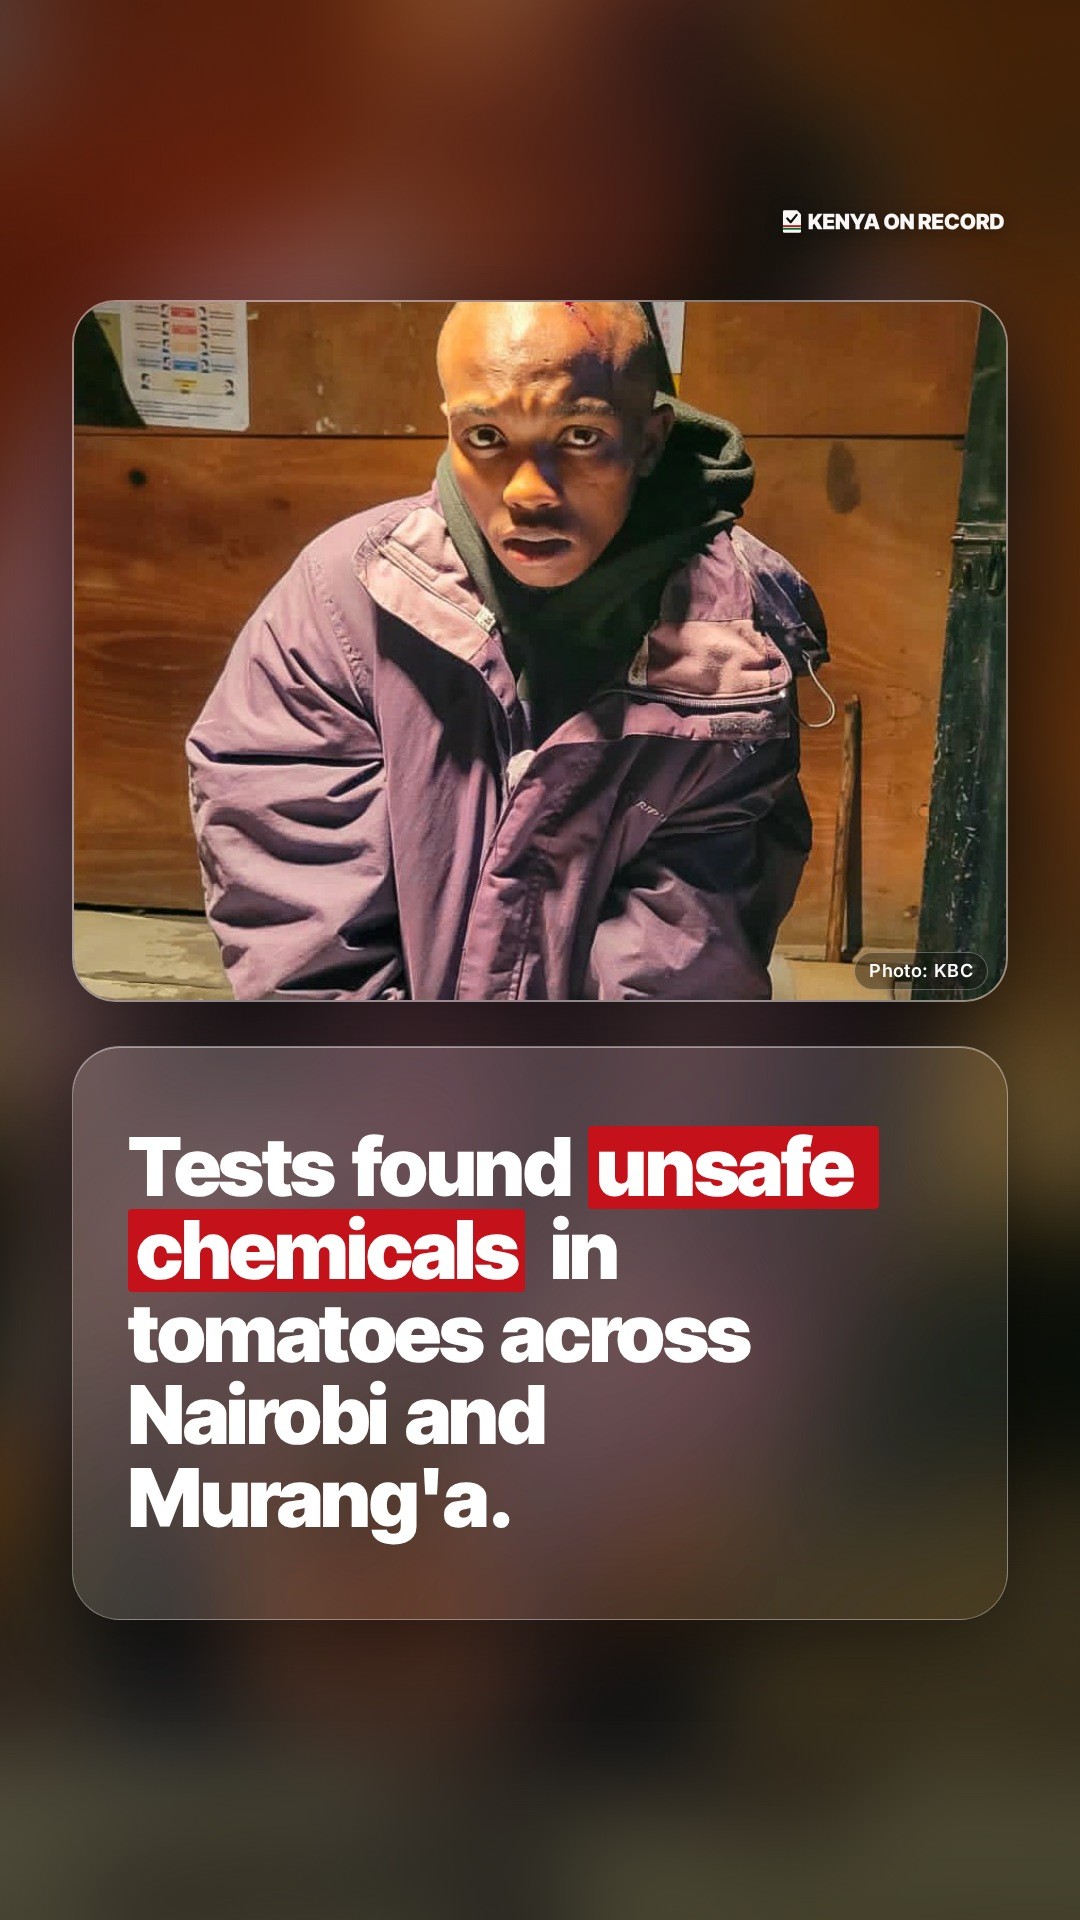 KENYA ON RECORD
Photo: KBC
Tests found unsafe
chemicals in
tomatoes across
Nairobi and
Murang'a.